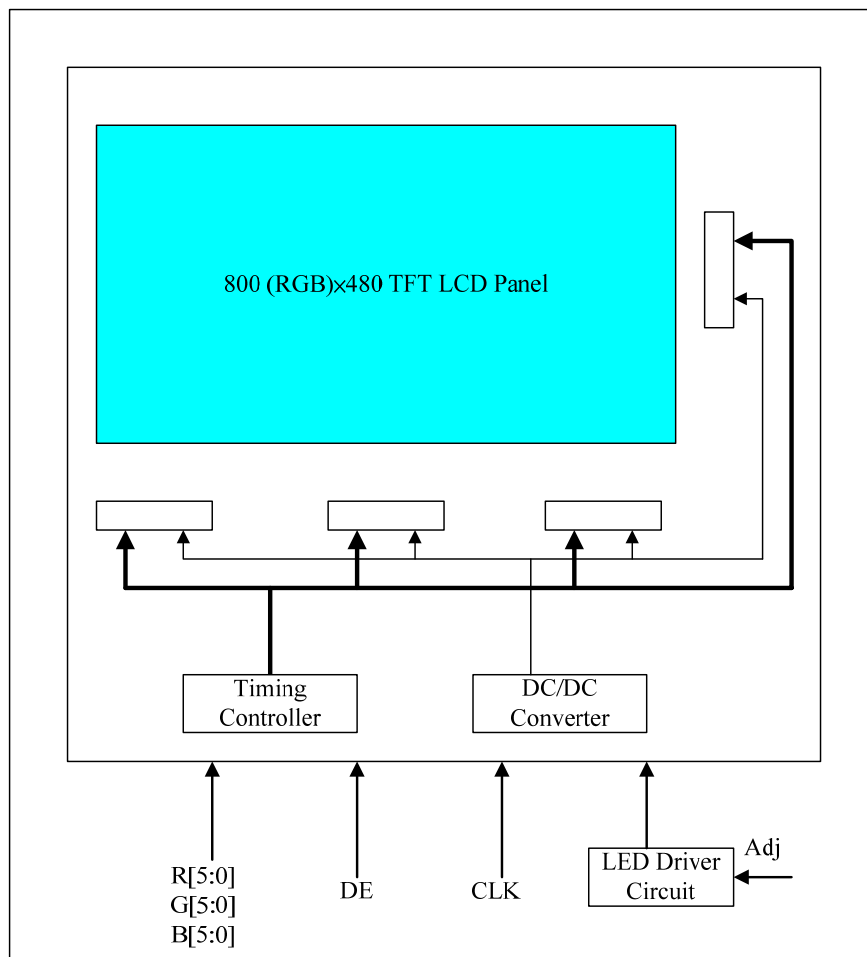 800 (RGB)×480 TFT LCD Panel
Timing
Controller
DC/DC
Converter
R[5:0]
G[5:0]
B[5:0]
DE
CLK
LED Driver
Circuit
Adj